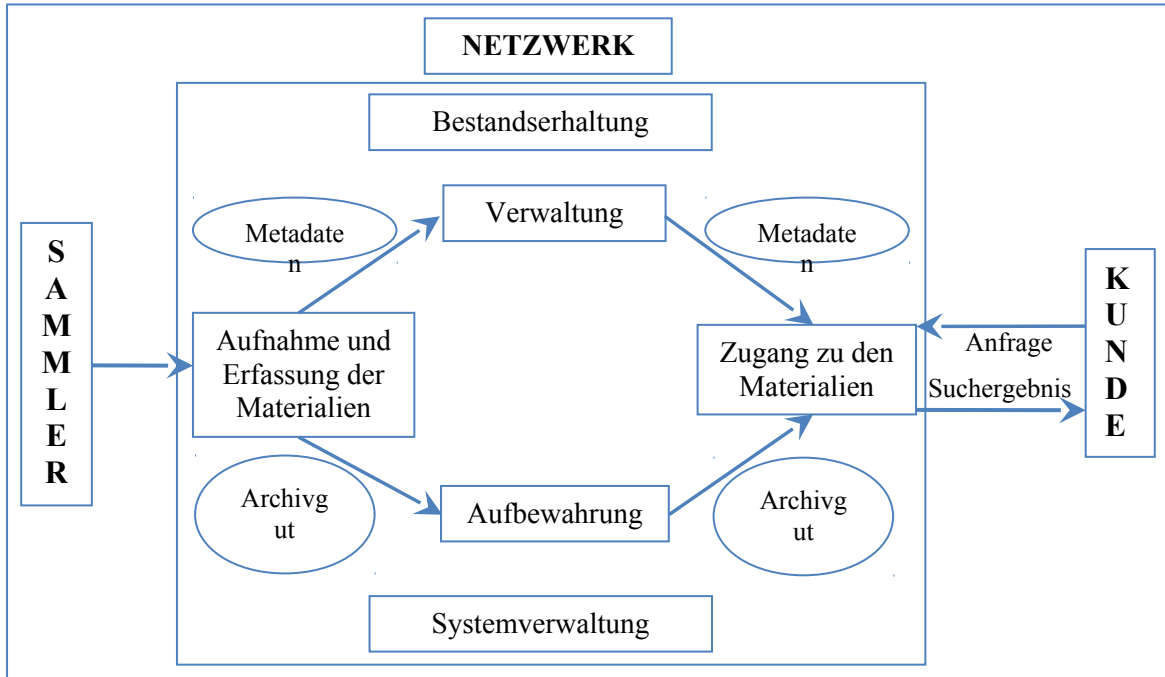 NETZWERK
Bestandserhaltung
Metadate
n
Verwaltung
Metadate
n
S
A
M
M
L
E
R
Aufnahme und
Erfassung der
Materialien
Zugang zu den
Materialien
Anfrage
Suchergebnis
K
U
N
D
E
Archivg
ut
Aufbewahrung
Archivg
ut
Systemverwaltung